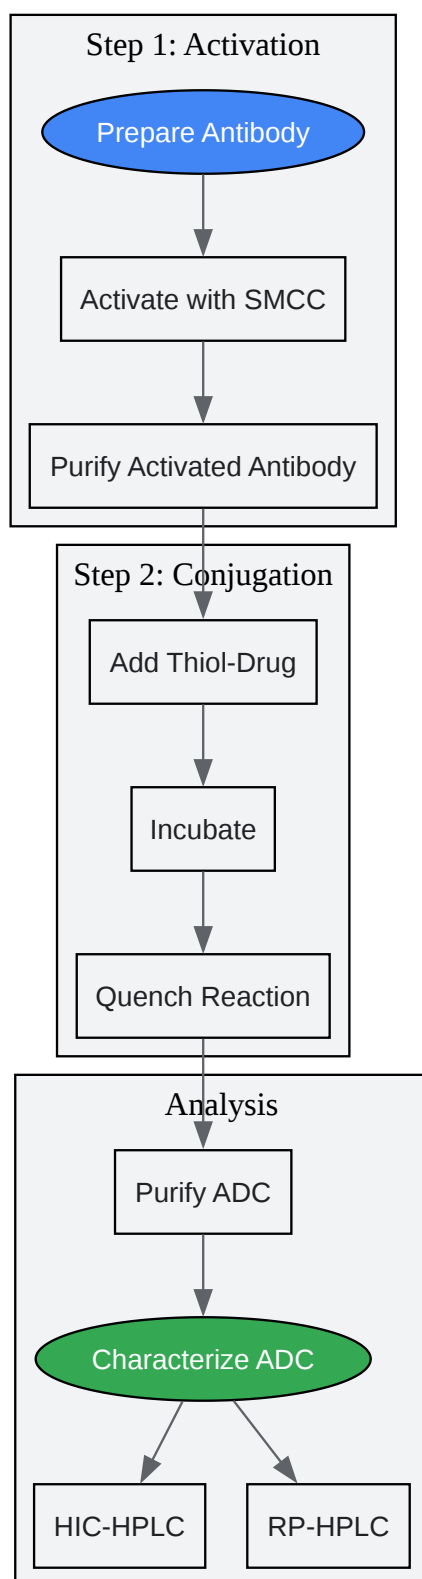 Step 1: Activation
Prepare Antibody
Activate with SMCC
Purify Activated Antibody
Step 2: Conjugation
Add Thiol-Drug
Incubate
Quench Reaction
Analysis
Purify ADC
Characterize ADC
HIC-HPLC
RP-HPLC